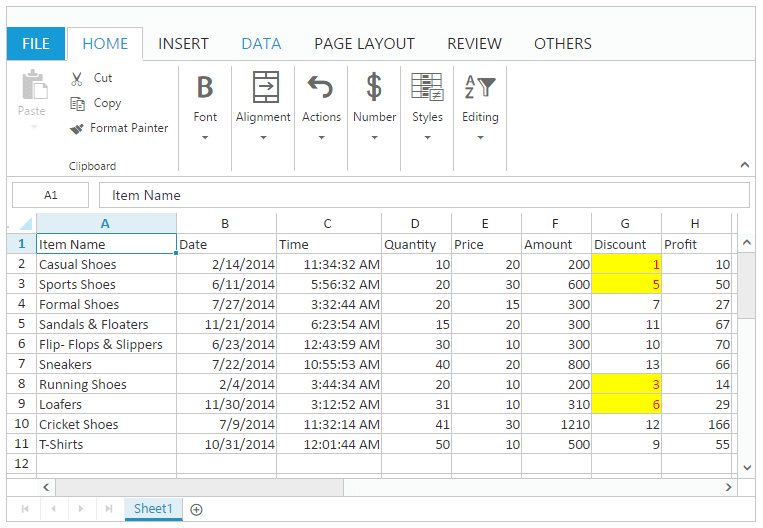 FILE HOME INSERT DATA PAGE LAYOUT REVIEW OTHERS
Paste
Cut
Copy
Format Painter
Clipboard
B
Font
Alignment
Actions
$
Number
Styles
A
Z
Editing
A1 Item Name
A B C D E F G H
1 Item Name Date Time Quantity Price Amount Discount Profit
2 Casual Shoes 2/14/2014 11:34:32 AM 10 20 200 1 10
3 Sports Shoes 6/11/2014 5:56:32 AM 20 30 600 5 50
4 Formal Shoes 7/27/2014 3:32:44 AM 20 15 300 7 27
5 Sandals & Floaters 11/21/2014 6:23:54 AM 15 20 300 11 67
6 Flip- Flops & Slippers 6/23/2014 12:43:59 AM 30 10 300 10 70
7 Sneakers 7/22/2014 10:55:53 AM 40 20 800 13 66
8 Running Shoes 2/4/2014 3:44:34 AM 20 10 200 3 14
9 Loafers 11/30/2014 3:12:52 AM 31 10 310 6 29
10 Cricket Shoes 7/9/2014 11:32:14 AM 41 30 1210 12 166
11 T-Shirts 10/31/2014 12:01:44 AM 50 10 500 9 55
12
Sheet1